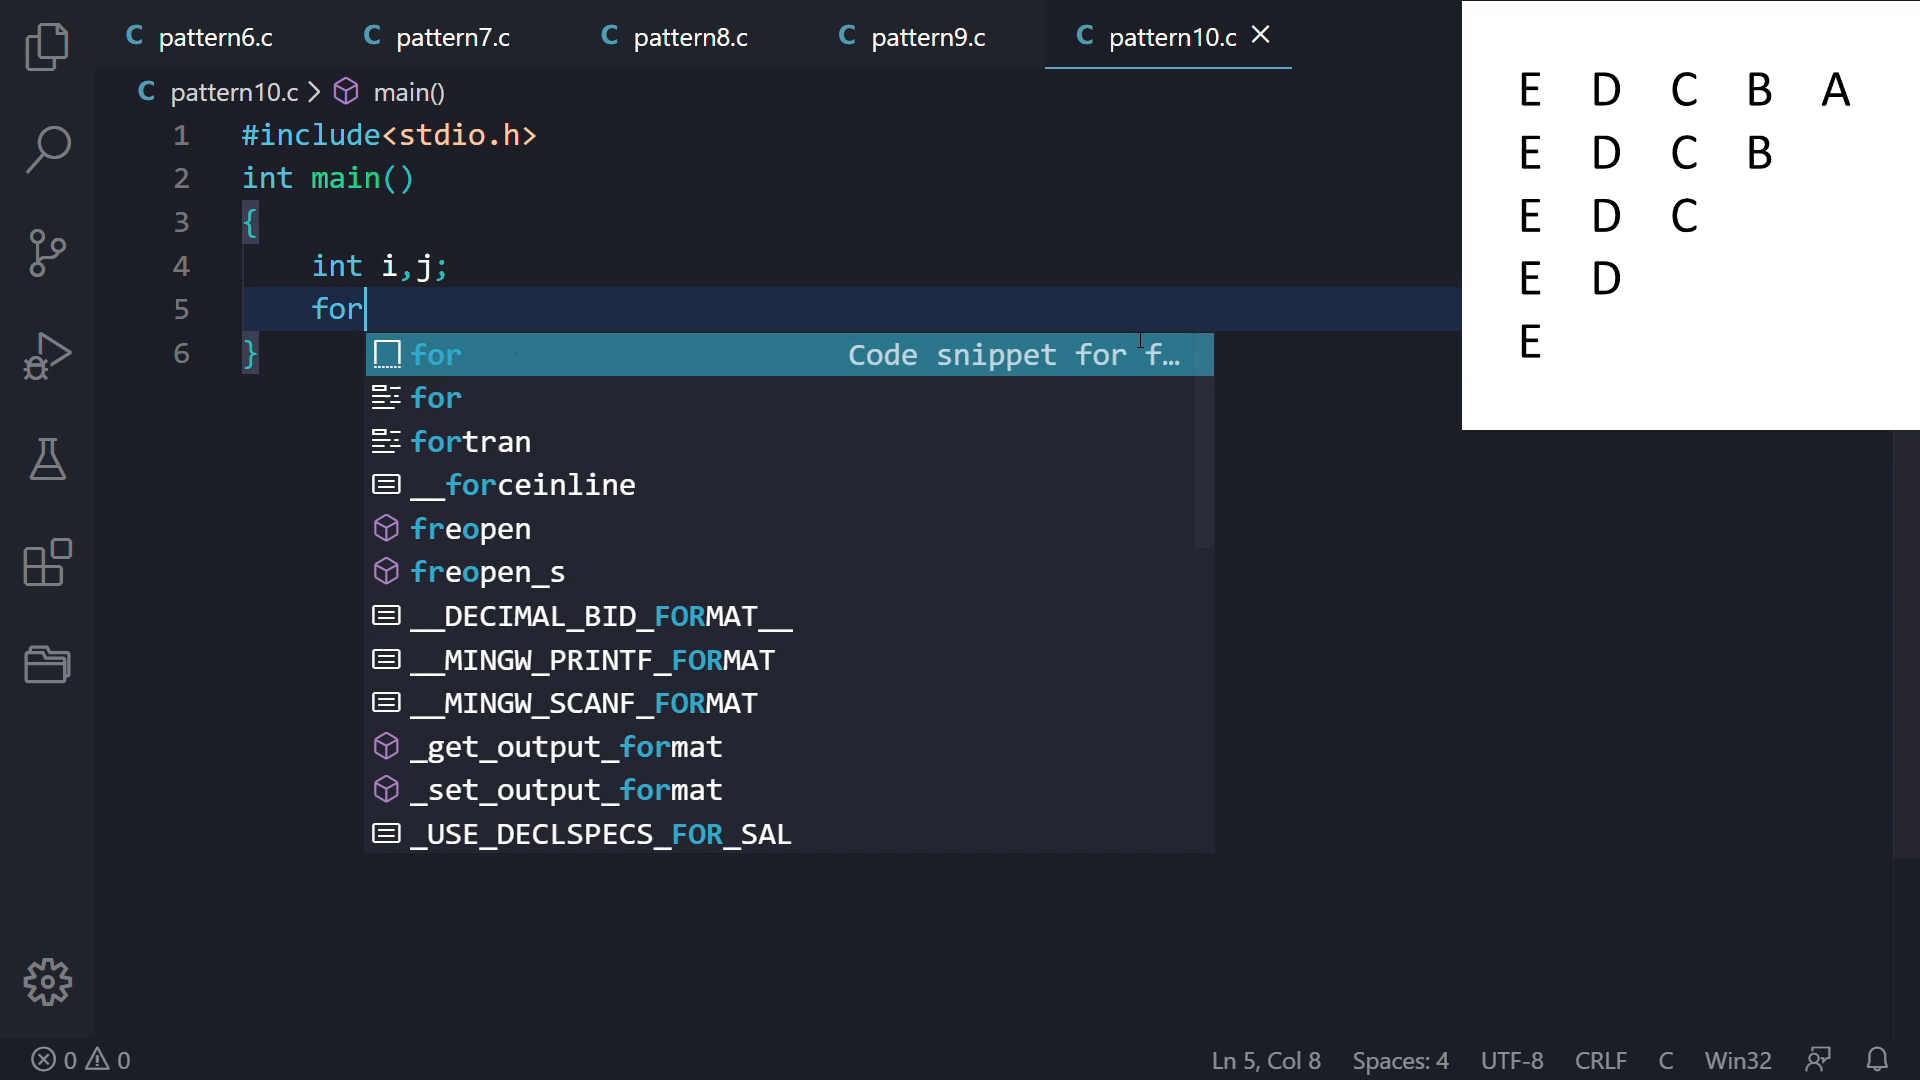 C pattern6.c C pattern7.c C pattern8.c C pattern9.c C pattern10.c
C pattern10.c > main()
1 #include<stdio.h>
2 int main()
3 {
4 int i,j;
5 for
6 }
for Code snippet for f…
for
fortran
__forceinline
freopen
freopen_s
__DECIMAL_BID_FORMAT__
__MINGW_PRINTF_FORMAT
__MINGW_SCANF_FORMAT
_get_output_format
_set_output_format
_USE_DECLSPECS_FOR_SAL
E D C B A
E D C B
E D C
E D
E
0 0 Ln 5, Col 8 Spaces: 4 UTF-8 CRLF C Win32